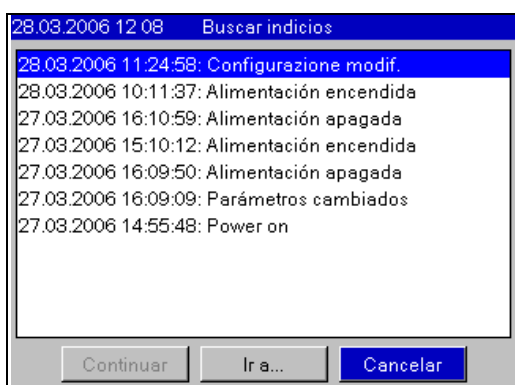 28.03.2006 12 08 Buscar indicios
28.03.2006 11:24:58: Configurazione modif.
28.03.2006 10:11:37: Alimentación encendida
27.03.2006 16:10:59: Alimentación apagada
27.03.2006 15:10:12: Alimentación encendida
27.03.2006 16:09:50: Alimentación apagada
27.03.2006 16:09:09: Parámetros cambiados
27.03.2006 14:55:48: Power on
Continuar Ir a... Cancelar